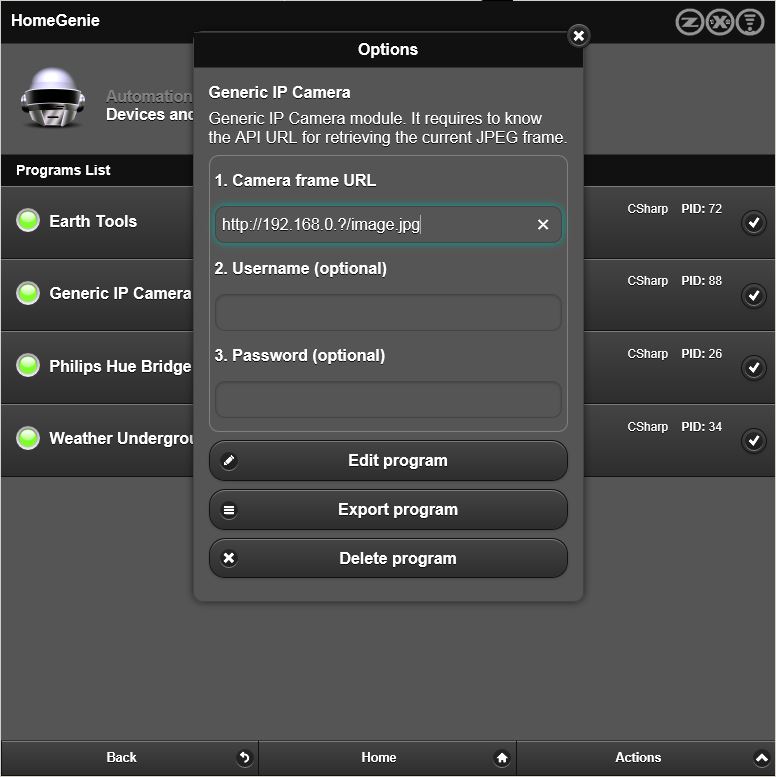 HomeGenie
Options
Generic IP Camera
Automation
Devices and
Generic IP Camera module. It requires to know
the API URL for retrieving the current JPEG frame.
Programs List
1. Camera frame URL
Earth Tools
http://192.168.0.?/image.jpg
CSharp PID: 72
2. Username (optional)
Generic IP Camera
CSharp PID: 88
3. Password (optional)
Philips Hue Bridge
CSharp PID: 26
Weather Undergrou
CSharp PID: 34
Edit program
Export program
Delete program
Back
Home
Actions